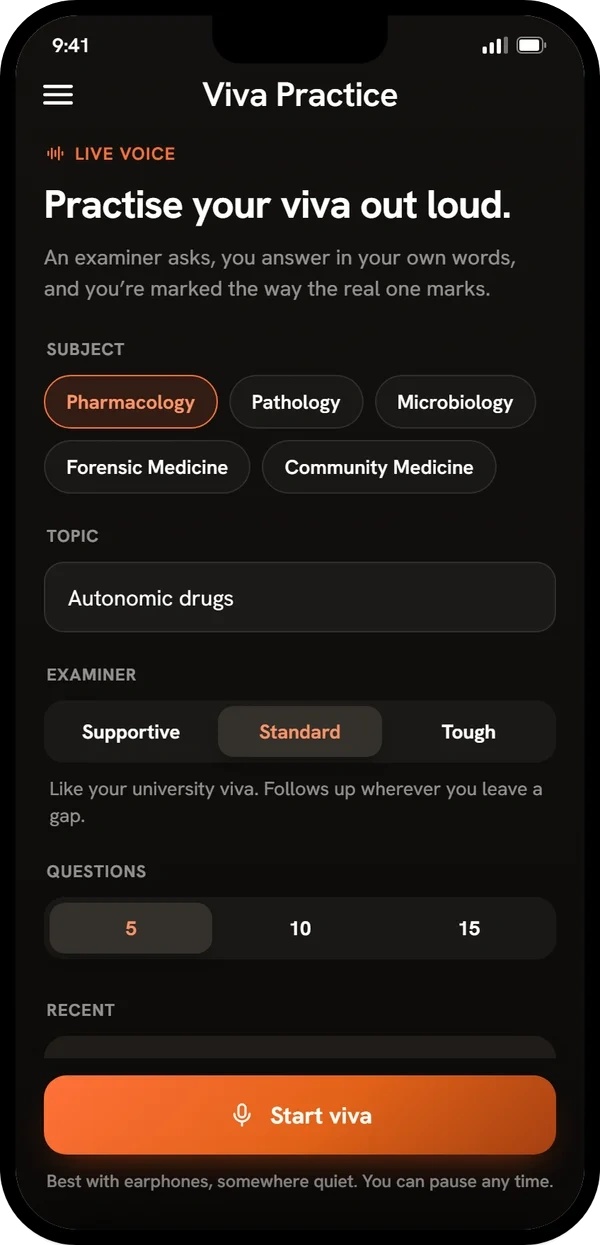 9:41
Viva Practice
LIVE VOICE
Practise your viva out loud.
An examiner asks, you answer in your own words,
and you’re marked the way the real one marks.
SUBJECT
Pharmacology Pathology Microbiology
Forensic Medicine Community Medicine
TOPIC
Autonomic drugs
EXAMINER
Supportive Standard Tough
Like your university viva. Follows up wherever you leave a
gap.
QUESTIONS
5 10 15
RECENT
Start viva
Best with earphones, somewhere quiet. You can pause any time.